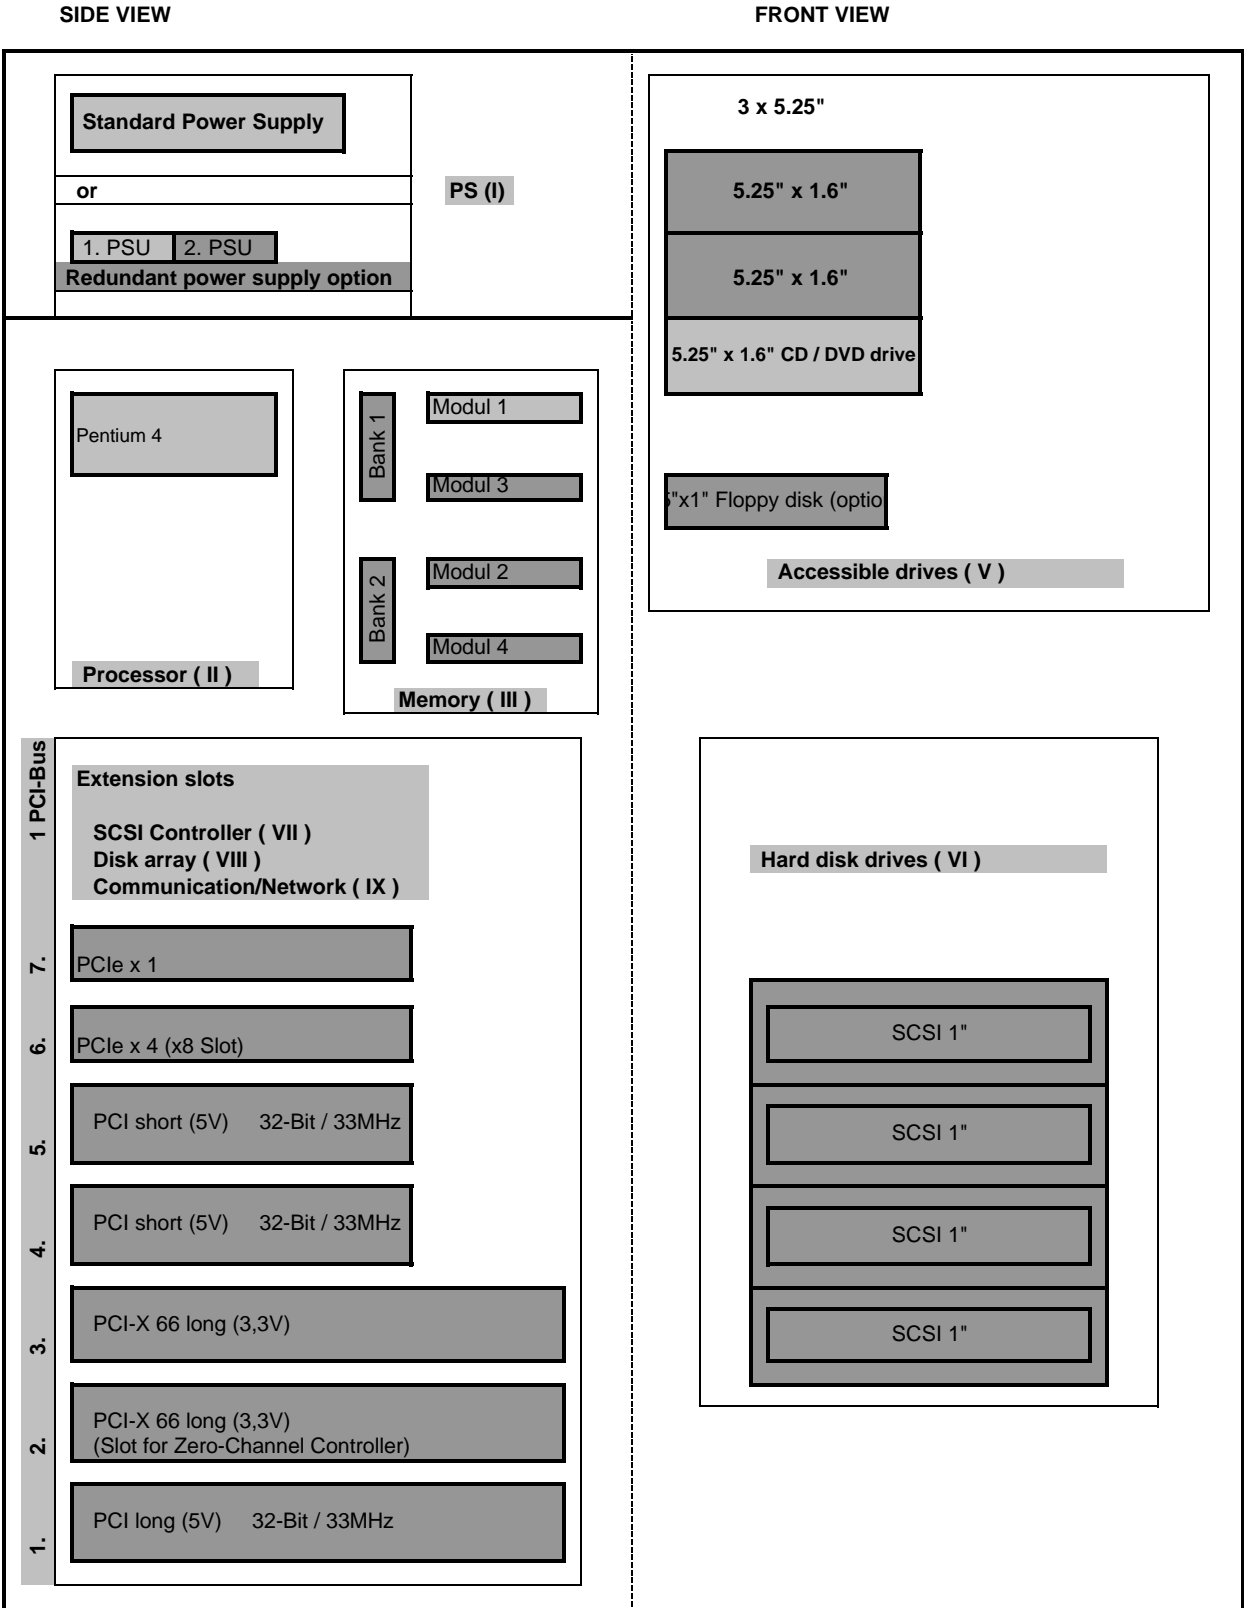 SIDE VIEW
FRONT VIEW
Standard Power Supply
or
PS (I)
1. PSU
2. PSU
Redundant power supply option
3 x 5.25"
5.25" x 1.6"
5.25" x 1.6"
5.25" x 1.6" CD / DVD drive
"x1" Floppy disk (optio
Accessible drives ( V )
Pentium 4
Processor ( II )
Bank 1
Modul 1
Modul 3
Bank 2
Modul 2
Modul 4
Memory ( III )
1 PCI-Bus
Extension slots
SCSI Controller ( VII )
Disk array ( VIII )
Communication/Network ( IX )
7.
PCIe x 1
6.
PCIe x 4 (x8 Slot)
5.
PCI short (5V) 32-Bit / 33MHz
4.
PCI short (5V) 32-Bit / 33MHz
3.
PCI-X 66 long (3,3V)
2.
PCI-X 66 long (3,3V)
(Slot for Zero-Channel Controller)
1.
PCI long (5V) 32-Bit / 33MHz
Hard disk drives ( VI )
SCSI 1"
SCSI 1"
SCSI 1"
SCSI 1"